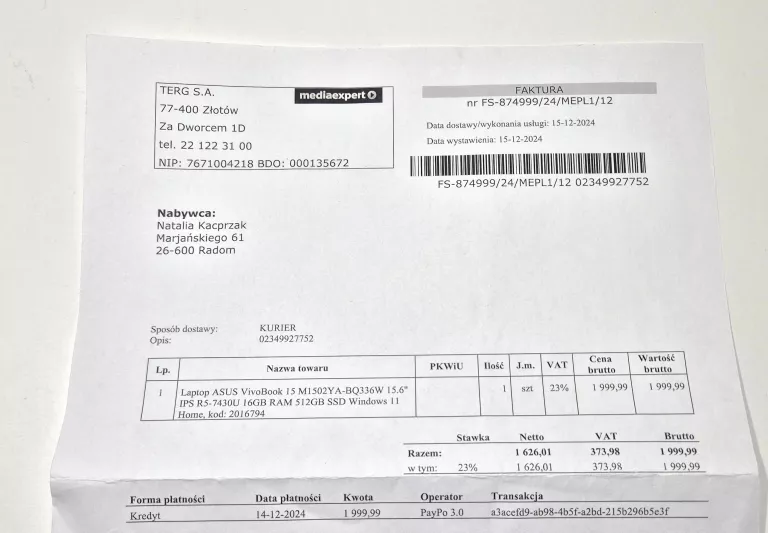 TERG S.A.
mediaexpert
77-400 Złotów
Za Dworcem 1D
tel. 22 122 31 00
NIP: 7671004218 BDO: 000135672
FAKTURA
nr FS-874999/24/MEPL1/12
Data dostawy/wykonania usługi: 15-12-2024
Data wystawienia: 15-12-2024
FS-874999/24/MEPL1/12 02349927752
Nabywca:
Natalia Kacprzak
Marjańskiego 61
26-600 Radom
Sposób dostawy: KURIER
Opis: 02349927752
Lp. Nazwa towaru PKWiU Ilość J.m. VAT Cena brutto Wartość brutto
1 Laptop ASUS VivoBook 15 M1502YA-BQ336W 15.6" 1 szt 23% 1 999,99 1 999,99
IPS R5-7430U 16GB RAM 512GB SSD Windows 11
Home, kod: 2016794
Stawka Netto VAT Brutto
Razem: 1 626,01 373,98 1 999,99
w tym: 23% 1 626,01 373,98 1 999,99
Forma płatności Data płatności Kwota Operator Transakcja
Kredyt 14-12-2024 1 999,99 PayPo 3.0 a3acefd9-ab98-4b5f-a2bd-215b296b5e3f